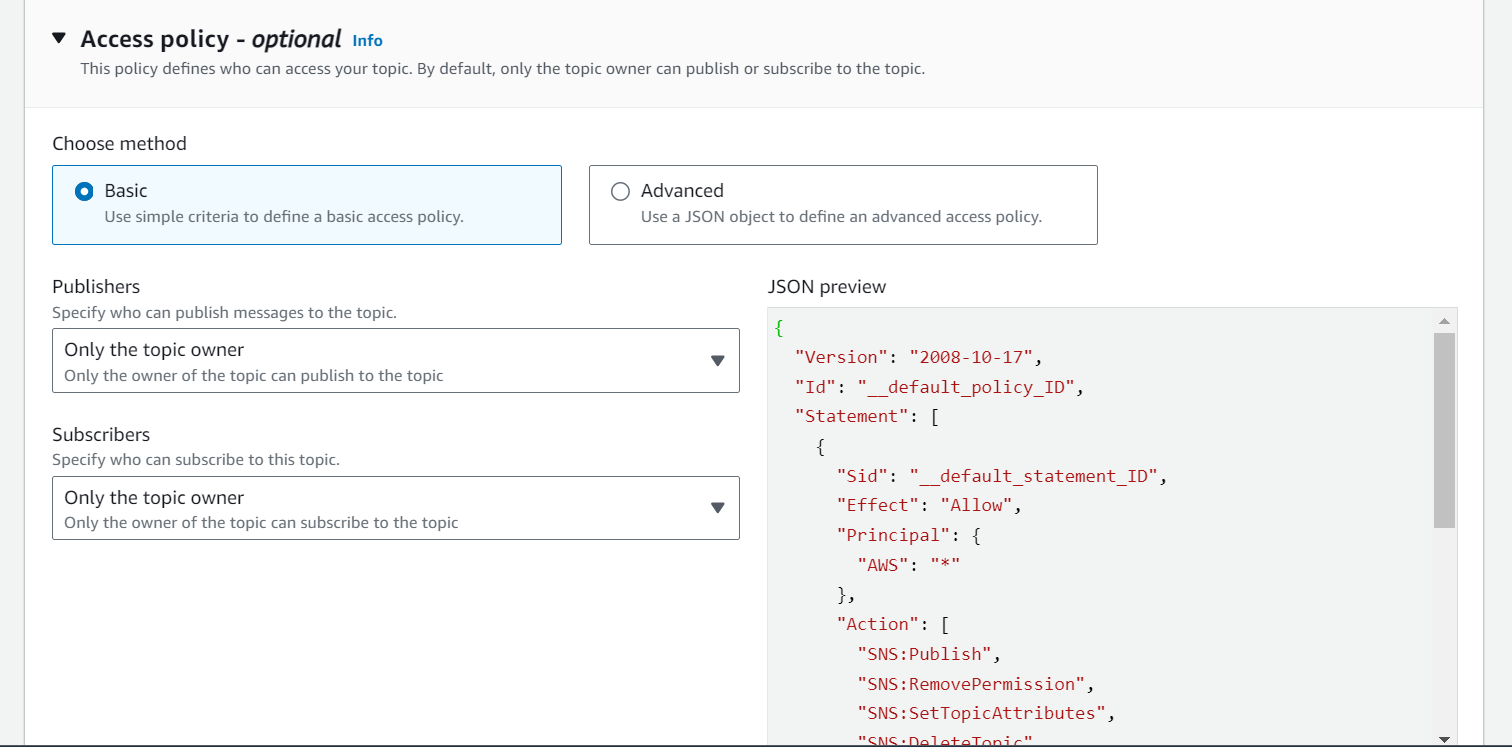 Access policy - optional Info
This policy defines who can access your topic. By default, only the topic owner can publish or subscribe to the topic.
Choose method
Basic
Use simple criteria to define a basic access policy.
Advanced
Use a JSON object to define an advanced access policy.
Publishers
Specify who can publish messages to the topic.
Only the topic owner
Only the owner of the topic can publish to the topic
Subscribers
Specify who can subscribe to this topic.
Only the topic owner
Only the owner of the topic can subscribe to the topic
JSON preview
{
"Version": "2008-10-17",
"Id": "__default_policy_ID",
"Statement": [
{
"Sid": "__default_statement_ID",
"Effect": "Allow",
"Principal": {
"AWS": "*"
},
"Action": [
"SNS:Publish",
"SNS:RemovePermission",
"SNS:SetTopicAttributes",
"SNS:DeleteTopic"